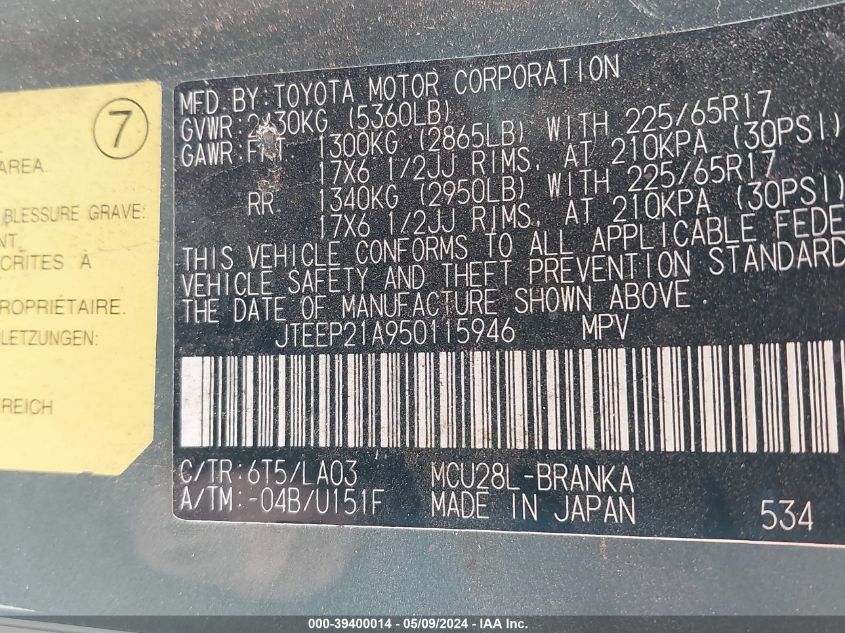 7
AREA.
BLESSURE GRAVE:
NT.
CRITES À
ROPRIÉTAIRE.
LETZUNGEN:
REICH
MFD. BY: TOYOTA MOTOR CORPORATION
GVWR: 2430KG (5360LB)
GAWR: FRT. 1300KG (2865LB) WITH 225/65R17
17X6 1/2JJ RIMS, AT 210KPA (30PSI)
RR. 1340KG (2950LB) WITH 225/65R17
17X6 1/2JJ RIMS, AT 210KPA (30PSI)
THIS VEHICLE CONFORMS TO ALL APPLICABLE FEDE
VEHICLE SAFETY AND THEFT PREVENTION STANDARD
THE DATE OF MANUFACTURE SHOWN ABOVE.
JTEEP21A950115946 MPV
C/TR: 6T5/LA03 MCU28L-BRANKA
A/TM: -04B/U151F MADE IN JAPAN 534
000-39400014 - 05/09/2024 - IAA Inc.